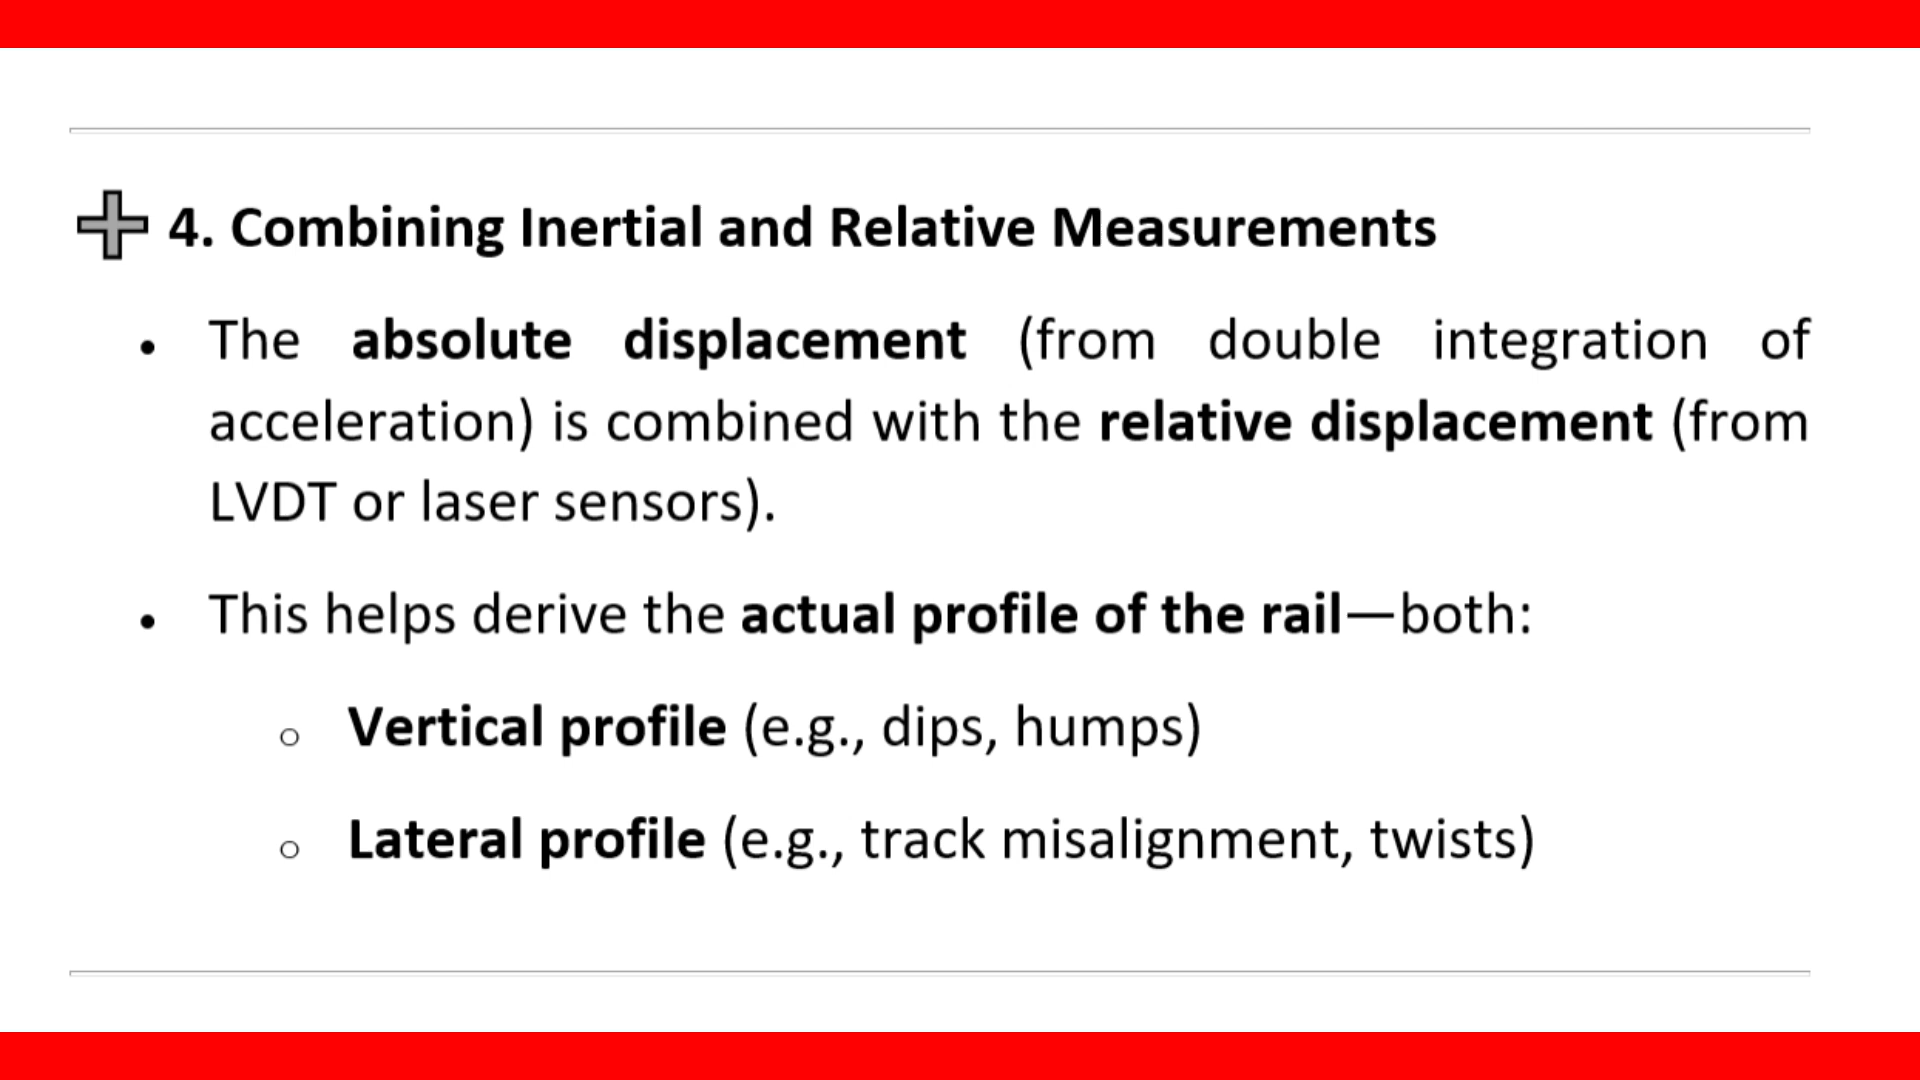 4. Combining Inertial and Relative Measurements
• The absolute displacement (from double integration of
acceleration) is combined with the relative displacement (from
LVDT or laser sensors).
• This helps derive the actual profile of the rail—both:
○ Vertical profile (e.g., dips, humps)
○ Lateral profile (e.g., track misalignment, twists)